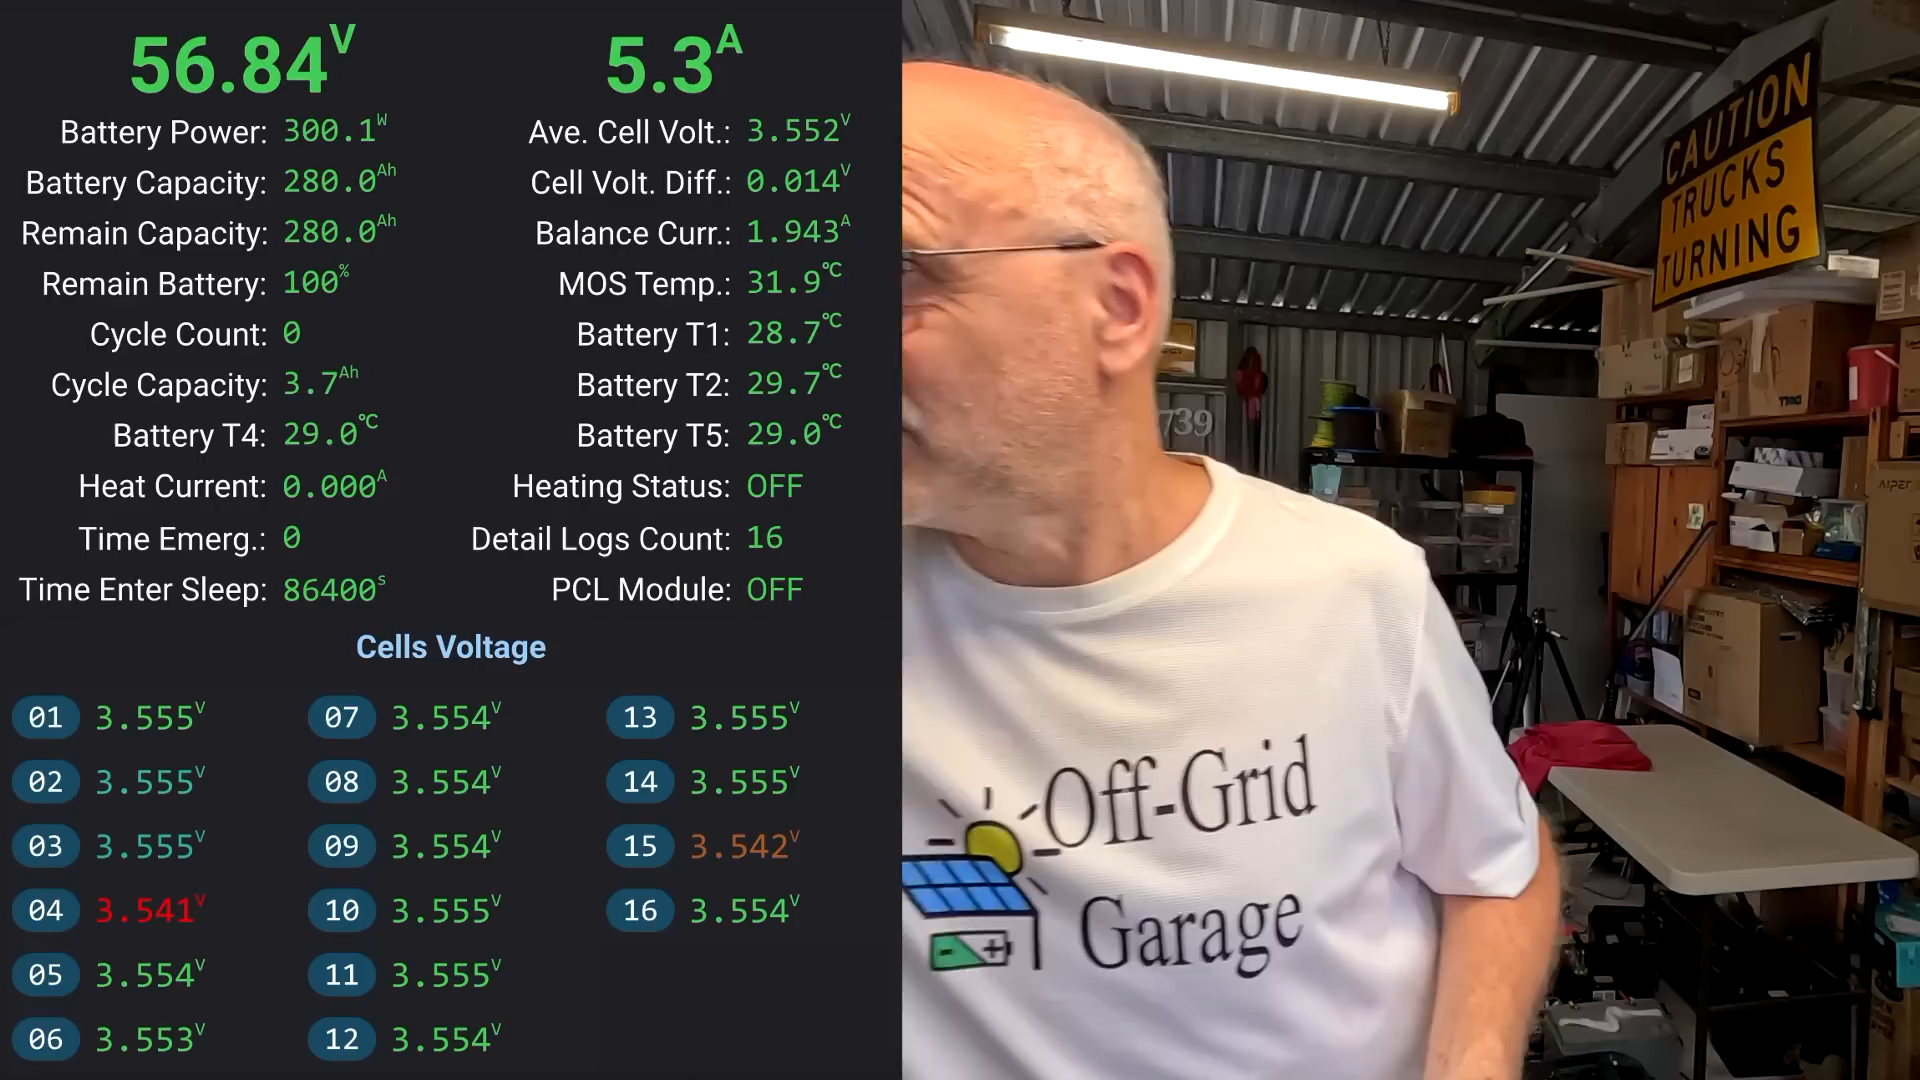 56.84V
5.3A
Battery Power: 300.1W
Battery Capacity: 280.0Ah
Remain Capacity: 280.0Ah
Remain Battery: 100%
Cycle Count: 0
Cycle Capacity: 3.7Ah
Battery T4: 29.0℃
Heat Current: 0.000A
Time Emerg.: 0
Time Enter Sleep: 86400s
Ave. Cell Volt.: 3.552V
Cell Volt. Diff.: 0.014V
Balance Curr.: 1.943A
MOS Temp.: 31.9℃
Battery T1: 28.7℃
Battery T2: 29.7℃
Battery T5: 29.0℃
Heating Status: OFF
Detail Logs Count: 16
PCL Module: OFF
Cells Voltage
01 3.555V
02 3.555V
03 3.555V
04 3.541V
05 3.554V
06 3.553V
07 3.554V
08 3.554V
09 3.554V
10 3.555V
11 3.555V
12 3.554V
13 3.555V
14 3.555V
15 3.542V
16 3.554V
CAUTION
TRUCKS
TURNING
739
AIPER
Off-Grid
Garage